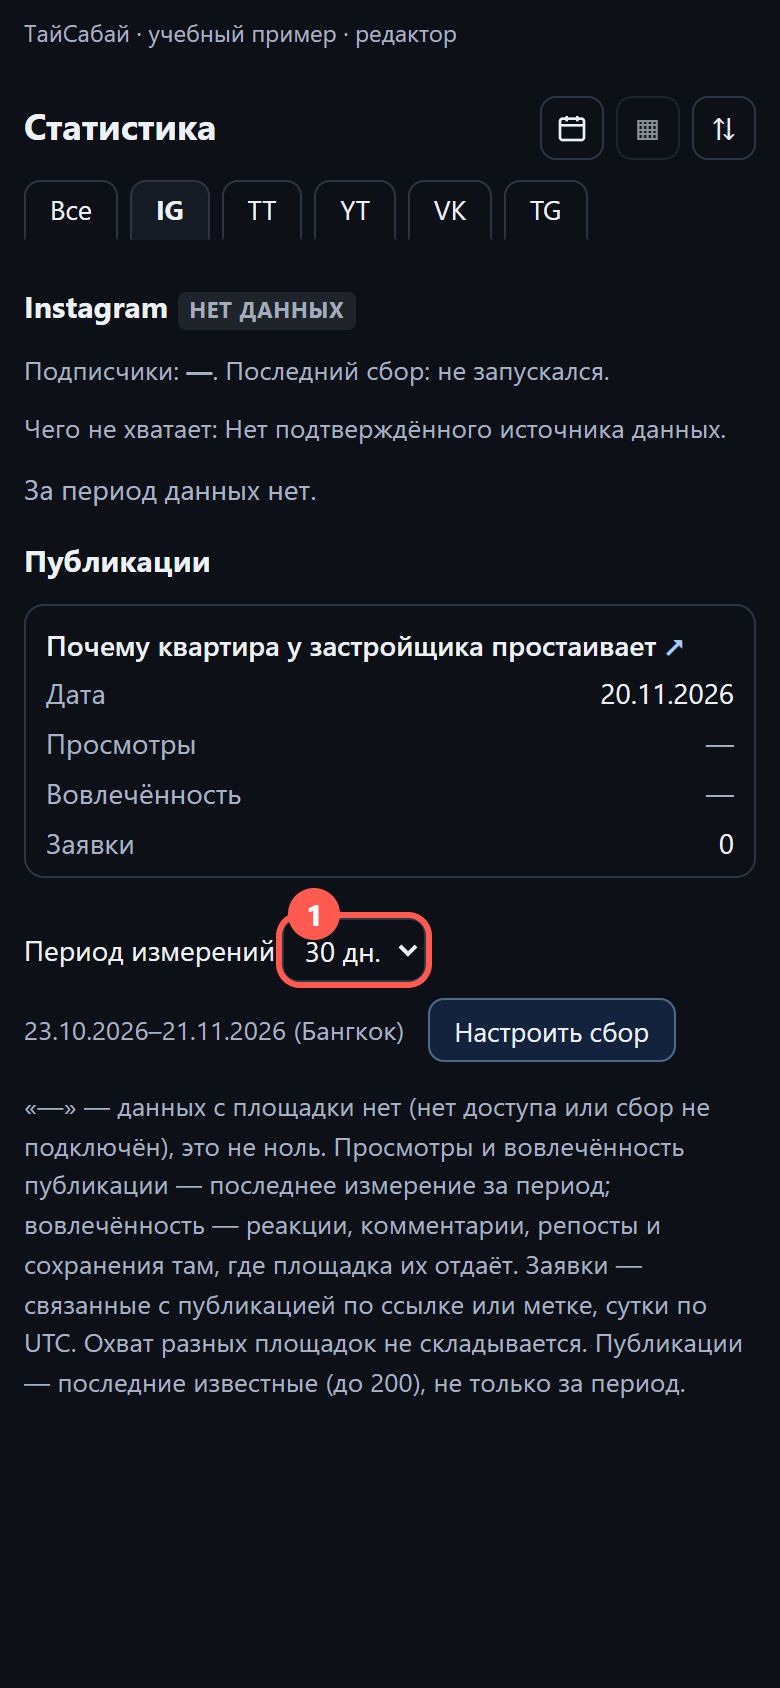 ТайСабай · учебный пример · редактор
Статистика
Все IG TT YT VK TG
Instagram НЕТ ДАННЫХ
Подписчики: —. Последний сбор: не запускался.
Чего не хватает: Нет подтверждённого источника данных.
За период данных нет.
Публикации
Почему квартира у застройщика простаивает ↗
Дата 20.11.2026
Просмотры —
Вовлечённость —
Заявки 0
1
Период измерений 30 дн.
23.10.2026–21.11.2026 (Бангкок) Настроить сбор
«—» — данных с площадки нет (нет доступа или сбор не
подключён), это не ноль. Просмотры и вовлечённость
публикации — последнее измерение за период;
вовлечённость — реакции, комментарии, репосты и
сохранения там, где площадка их отдаёт. Заявки —
связанные с публикацией по ссылке или метке, сутки по
UTC. Охват разных площадок не складывается. Публикации
— последние известные (до 200), не только за период.